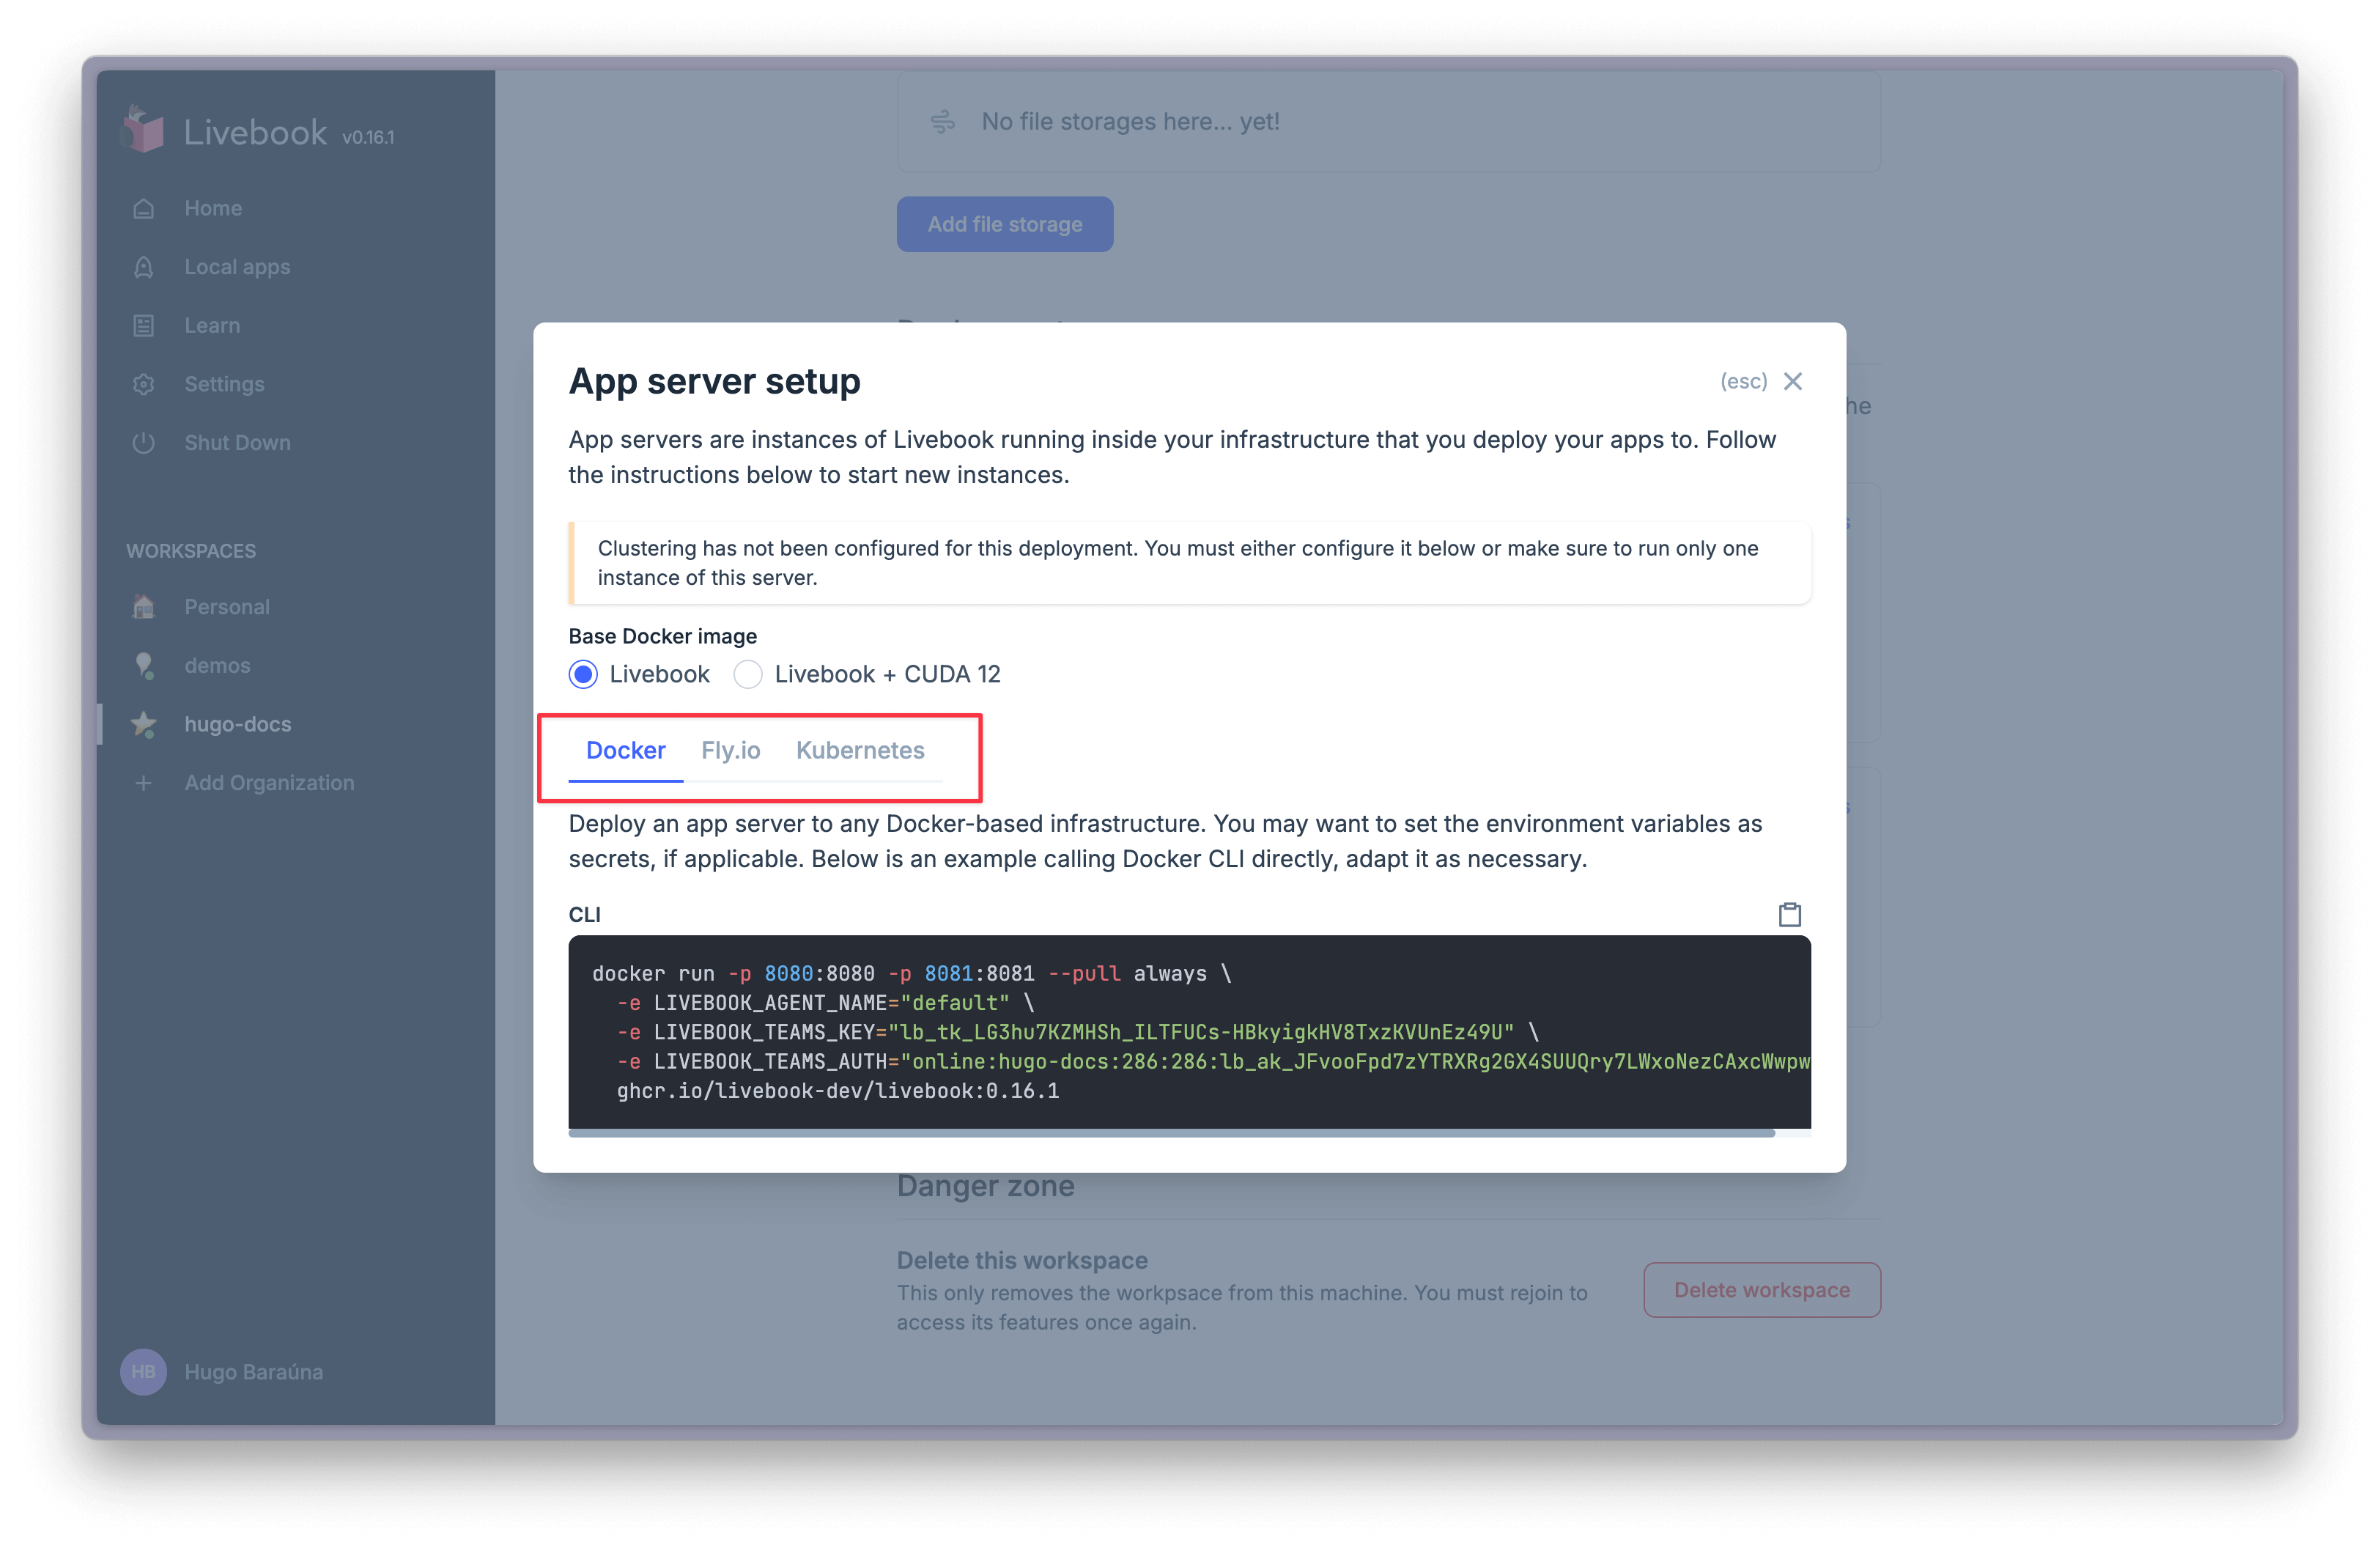 Livebook v0.16.1
Home
Local apps
Learn
Settings
Shut Down
WORKSPACES
Personal
demos
hugo-docs
Add Organization
HB Hugo Baraúna
No file storages here... yet!
Add file storage
he
App server setup
(esc)
App servers are instances of Livebook running inside your infrastructure that you deploy your apps to. Follow
the instructions below to start new instances.
Clustering has not been configured for this deployment. You must either configure it below or make sure to run only one
instance of this server.
Base Docker image
Livebook Livebook + CUDA 12
Docker Fly.io Kubernetes
Deploy an app server to any Docker-based infrastructure. You may want to set the environment variables as
secrets, if applicable. Below is an example calling Docker CLI directly, adapt it as necessary.
CLI
docker run -p 8080:8080 -p 8081:8081 --pull always \
-e LIVEBOOK_AGENT_NAME="default" \
-e LIVEBOOK_TEAMS_KEY="lb_tk_LG3hu7KZMHSh_ILTFUCs-HBkyigkHV8TxzKVUnEz49U" \
-e LIVEBOOK_TEAMS_AUTH="online:hugo-docs:286:286:lb_ak_JFvooFpd7zYTRXRg2GX4SUUQry7LWxoNezCAxcWwpw
ghcr.io/livebook-dev/livebook:0.16.1
Danger zone
Delete this workspace
This only removes the workpsace from this machine. You must rejoin to
access its features once again.
Delete workspace